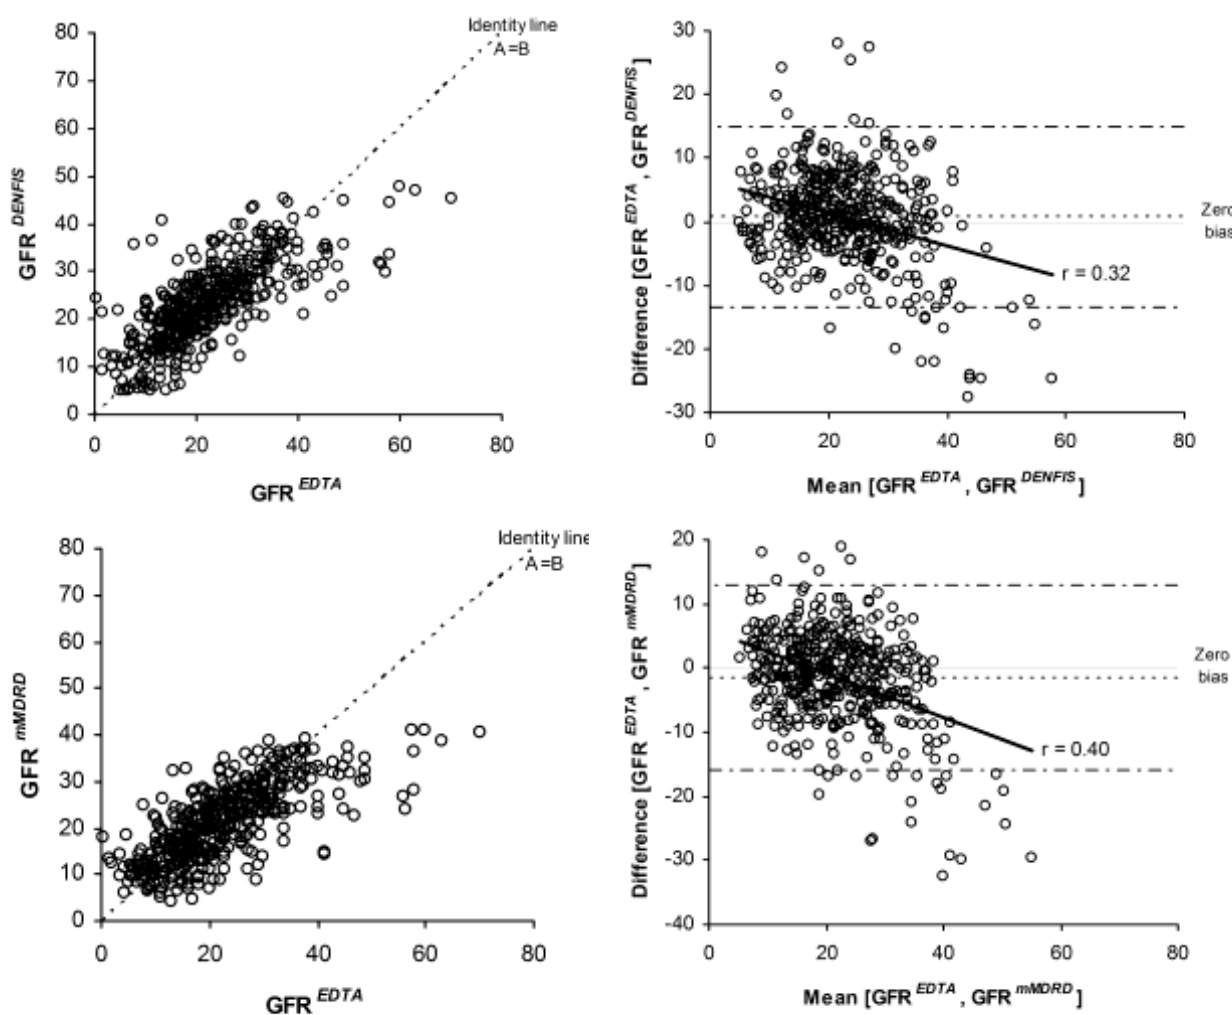 Identity line
A=B
80
70
60
50
40
30
20
10
0
GFR DENFIS
0 20 40 60 80
GFR EDTA
30
20
10
0
-10
-20
-30
Difference [GFR EDTA , GFR DENFIS ]
Zero
bias
r = 0.32
0 20 40 60 80
Mean [GFR EDTA , GFR DENFIS ]
Identity line
A=B
80
70
60
50
40
30
20
10
0
GFR mMDRD
0 20 40 60 80
GFR EDTA
20
10
0
-10
-20
-30
-40
Difference [GFR EDTA , GFR mMDRD ]
Zero
bias
r = 0.40
0 20 40 60 80
Mean [GFR EDTA , GFR mMDRD ]